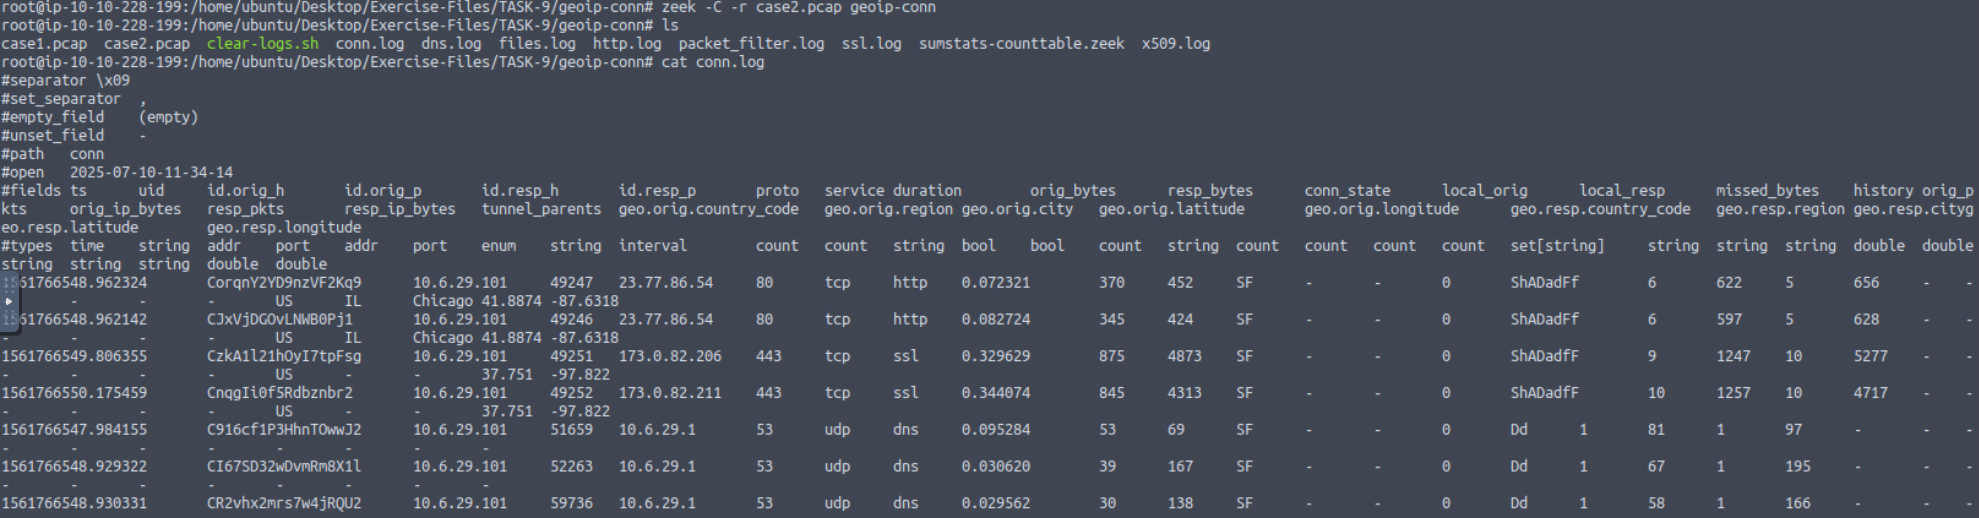 root@ip-10-10-228-199:/home/ubuntu/Desktop/Exercise-Files/TASK-9/geoip-conn# zeek -C -r case2.pcap geoip-conn
root@ip-10-10-228-199:/home/ubuntu/Desktop/Exercise-Files/TASK-9/geoip-conn# ls
case1.pcap case2.pcap clear-logs.sh conn.log dns.log files.log http.log packet_filter.log ssl.log sumstats-counttable.zeek x509.log
root@ip-10-10-228-199:/home/ubuntu/Desktop/Exercise-Files/TASK-9/geoip-conn# cat conn.log
#separator \x09
#set_separator ,
#empty_field (empty)
#unset_field -
#path conn
#open 2025-07-10-11-34-14
#fields ts uid id.orig_h id.orig_p id.resp_h id.resp_p proto service duration orig_bytes resp_bytes conn_state local_orig local_resp missed_bytes history orig_p
kts orig_ip_bytes resp_pkts resp_ip_bytes tunnel_parents geo.orig.country_code geo.orig.region geo.orig.city geo.orig.latitude geo.orig.longitude geo.resp.country_code geo.resp.region geo.resp.cityg
eo.resp.latitude geo.resp.longitude
#types time string addr port addr port enum string interval count count string bool bool count string count count count count set[string] string string string double double
string string string double double
1561766548.962324 CorqnY2YD9nzVF2Kq9 10.6.29.101 49247 23.77.86.54 80 tcp http 0.072321 370 452 SF - - 0 ShADadFf 6 622 5 656 - -
- - - US IL Chicago 41.8874 -87.6318
1561766548.962142 CJxVjDGOvLNWB0Pj1 10.6.29.101 49246 23.77.86.54 80 tcp http 0.082724 345 424 SF - - 0 ShADadFf 6 597 5 628 - -
- - - - US IL Chicago 41.8874 -87.6318
1561766549.806355 CzkA1l21hOyI7tpFsg 10.6.29.101 49251 173.0.82.206 443 tcp ssl 0.329629 875 4873 SF - - 0 ShADadfF 9 1247 10 5277 - -
- - - - US - - 37.751 -97.822
1561766550.175459 CnqgIi0f5Rdbznbr2 10.6.29.101 49252 173.0.82.211 443 tcp ssl 0.344074 845 4313 SF - - 0 ShADadfF 10 1257 10 4717 - -
- - - - US - - 37.751 -97.822
1561766547.984155 C916cf1P3HhnTOwwJ2 10.6.29.101 51659 10.6.29.1 53 udp dns 0.095284 53 69 SF - - 0 Dd 1 81 1 97 - -
- - - - - - - -
1561766548.929322 CI67SD32wDvmRm8X1l 10.6.29.101 52263 10.6.29.1 53 udp dns 0.030620 39 167 SF - - 0 Dd 1 67 1 195 - -
- - - - - - - -
1561766548.930331 CR2vhx2mrs7w4jRQU2 10.6.29.101 59736 10.6.29.1 53 udp dns 0.029562 30 138 SF - - 0 Dd 1 58 1 166 - -